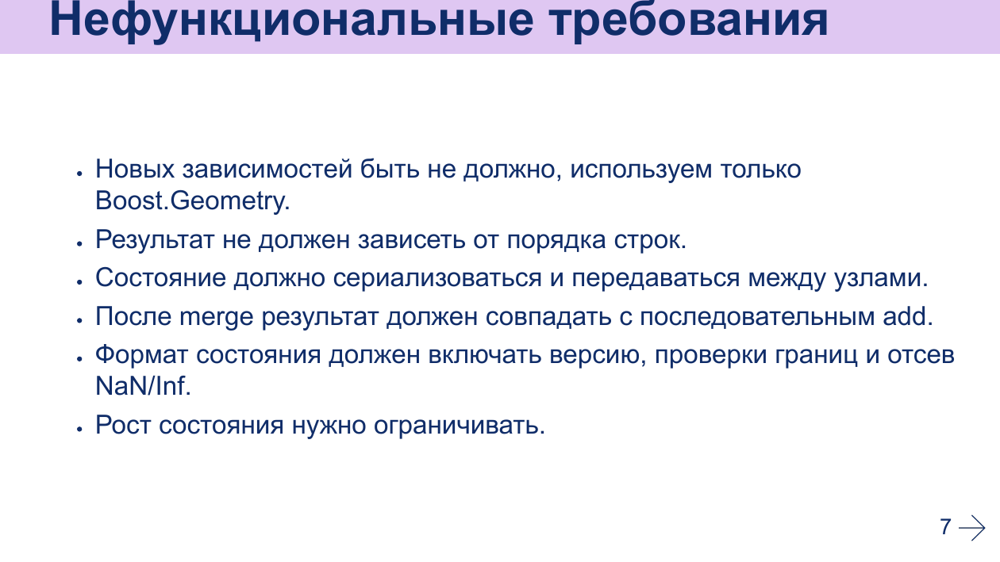 Нефункциональные требования
• Новых зависимостей быть не должно, используем только
Boost.Geometry.
• Результат не должен зависеть от порядка строк.
• Состояние должно сериализоваться и передаваться между узлами.
• После merge результат должен совпадать с последовательным add.
• Формат состояния должен включать версию, проверки границ и отсев
NaN/Inf.
• Рост состояния нужно ограничивать.
7